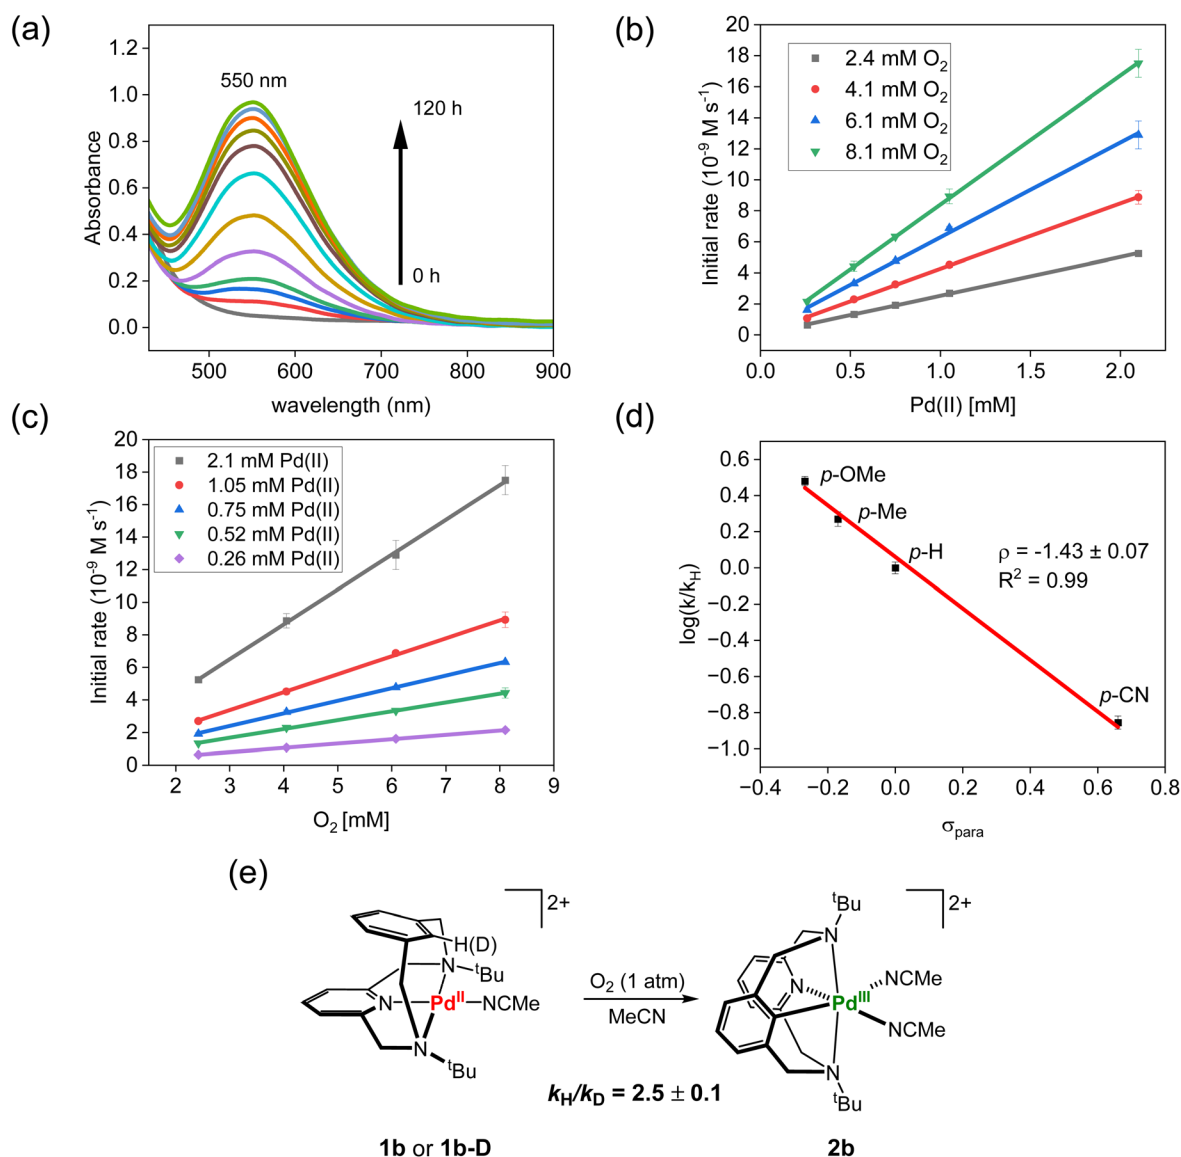 (a)
Absorbance
1.2
1.0
0.8
0.6
0.4
0.2
0.0
550 nm
120 h
0 h
500 600 700 800 900
wavelength (nm)
(b)
Initial rate (10⁻⁹ M s⁻¹)
20
18
16
14
12
10
8
6
4
2
0
2.4 mM O₂
4.1 mM O₂
6.1 mM O₂
8.1 mM O₂
0.0 0.5 1.0 1.5 2.0
Pd(II) [mM]
(c)
Initial rate (10⁻⁹ M s⁻¹)
20
18
16
14
12
10
8
6
4
2
0
2.1 mM Pd(II)
1.05 mM Pd(II)
0.75 mM Pd(II)
0.52 mM Pd(II)
0.26 mM Pd(II)
2 3 4 5 6 7 8 9
O₂ [mM]
(d)
log(k/kH)
0.6
0.4
0.2
0.0
−0.2
−0.4
−0.6
−0.8
−1.0
p-OMe
p-Me
p-H
p-CN
ρ = -1.43 ± 0.07
R² = 0.99
−0.4 −0.2 0.0 0.2 0.4 0.6 0.8
σpara
(e)
2+
H(D)
N
ᵗBu
N
Pd^II
NCMe
N
ᵗBu
O₂ (1 atm)
MeCN
kH/kD = 2.5 ± 0.1
2+
ᵗBu
N
N
NCMe
Pd^III
NCMe
N
ᵗBu
1b or 1b-D
2b